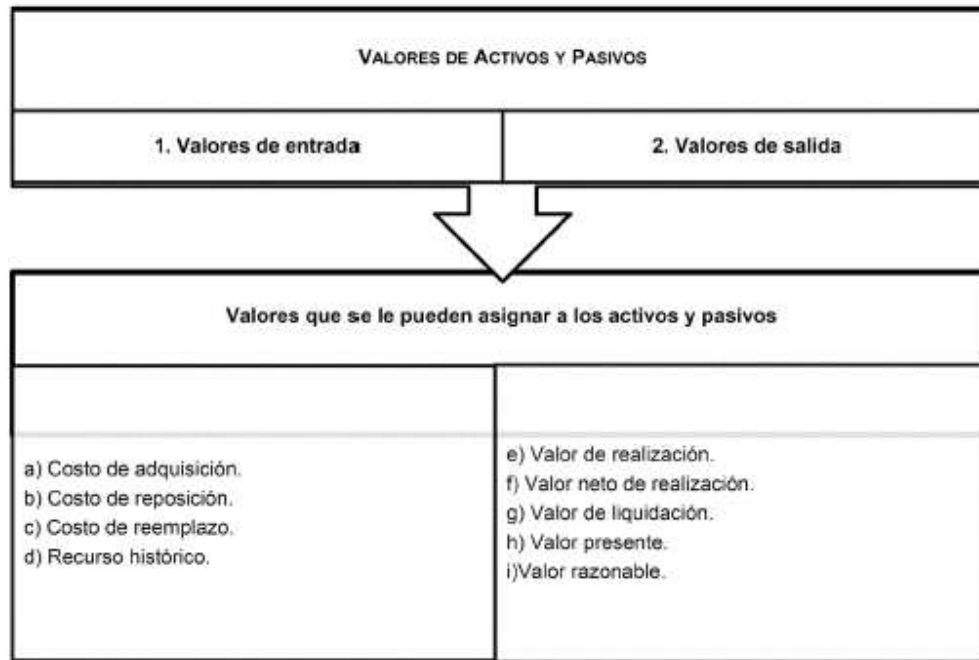 VALORES DE ACTIVOS Y PASIVOS
1. Valores de entrada
2. Valores de salida
Valores que se le pueden asignar a los activos y pasivos
a) Costo de adquisición.
b) Costo de reposición.
c) Costo de reemplazo.
d) Recurso histórico.
e) Valor de realización.
f) Valor neto de realización.
g) Valor de liquidación.
h) Valor presente.
i)Valor razonable.